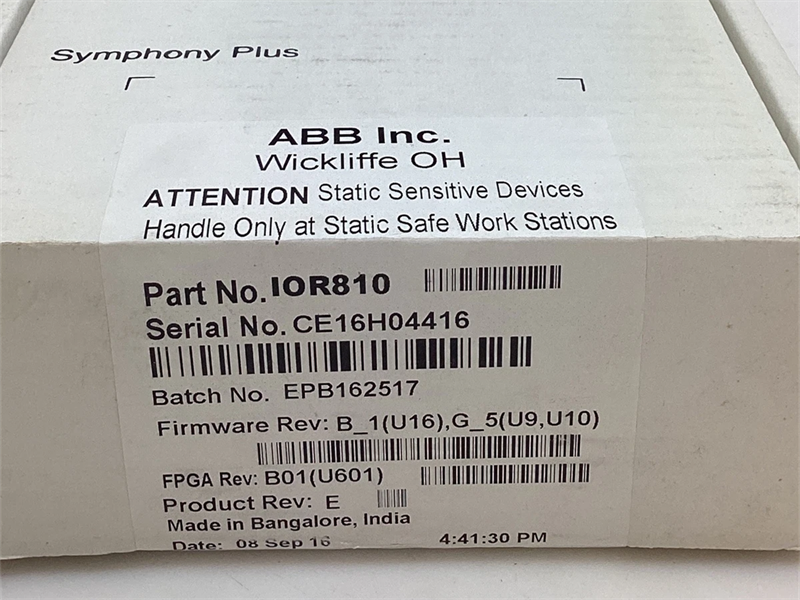 Symphony Plus
ABB Inc.
Wickliffe OH
ATTENTION Static Sensitive Devices
Handle Only at Static Safe Work Stations
Part No. IOR810
Serial No. CE16H04416
Batch No. EPB162517
Firmware Rev: B_1(U16),G_5(U9,U10)
FPGA Rev: B01(U601)
Product Rev: E
Made in Bangalore, India
Date: 08 Sep 16 4:41:30 PM